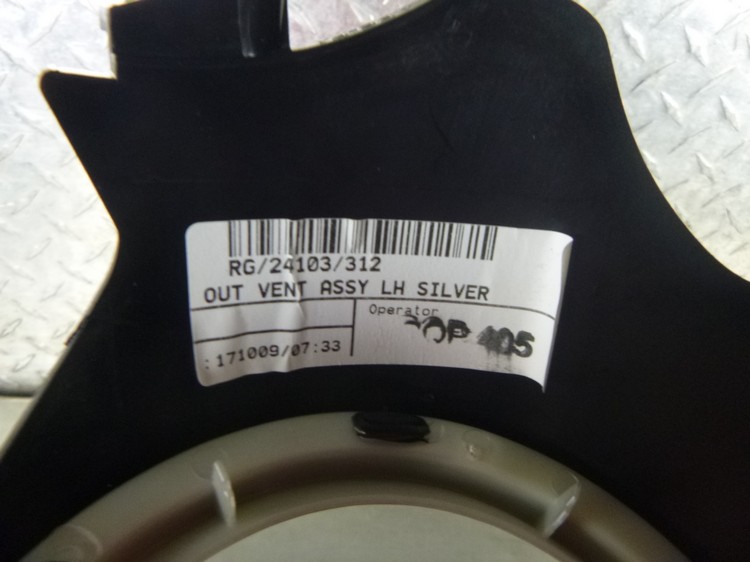 RG/24103/312
OUT VENT ASSY LH SILVER
Operator
OP 405
:171009/07:33